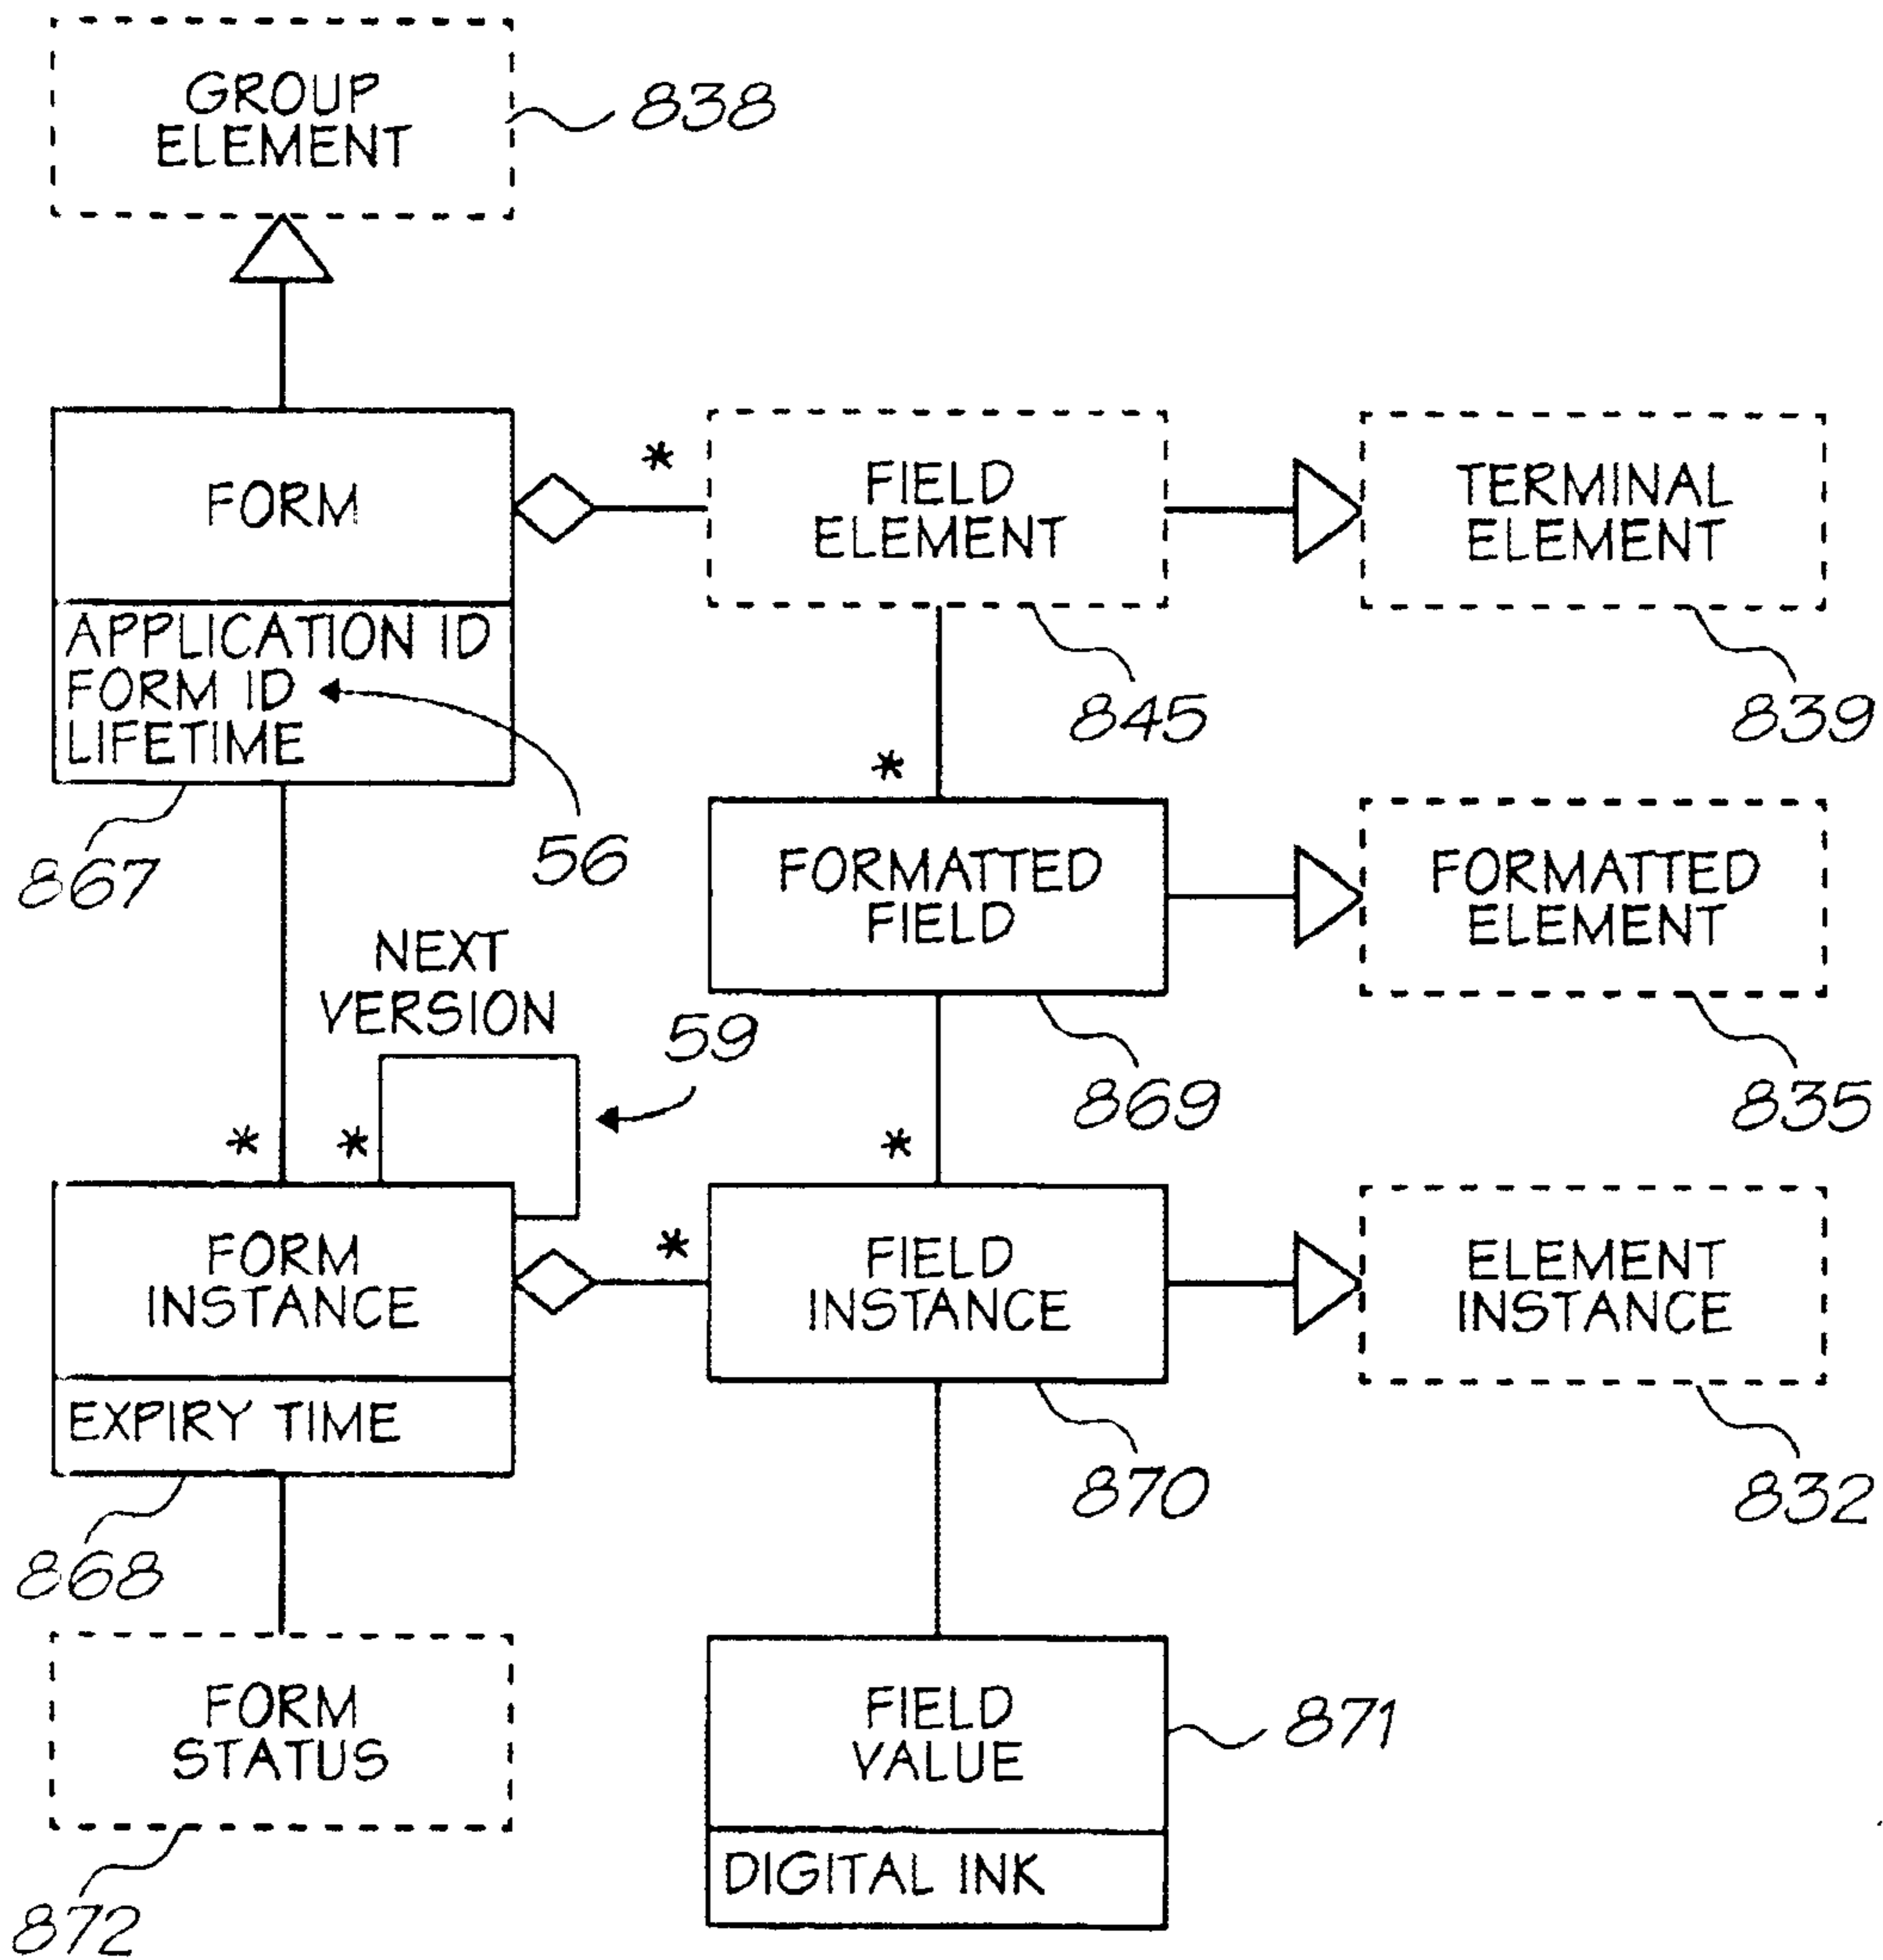 GROUP
ELEMENT
838
FORM
*
FIELD
ELEMENT
TERMINAL
ELEMENT
APPLICATION ID
FORM ID
LIFETIME
845
839
867
56
*
FORMATTED
FIELD
FORMATTED
ELEMENT
NEXT
VERSION
59
869
835
*
*
*
FORM
INSTANCE
*
FIELD
INSTANCE
ELEMENT
INSTANCE
EXPIRY TIME
870
832
868
FORM
STATUS
FIELD
VALUE
871
DIGITAL INK
872